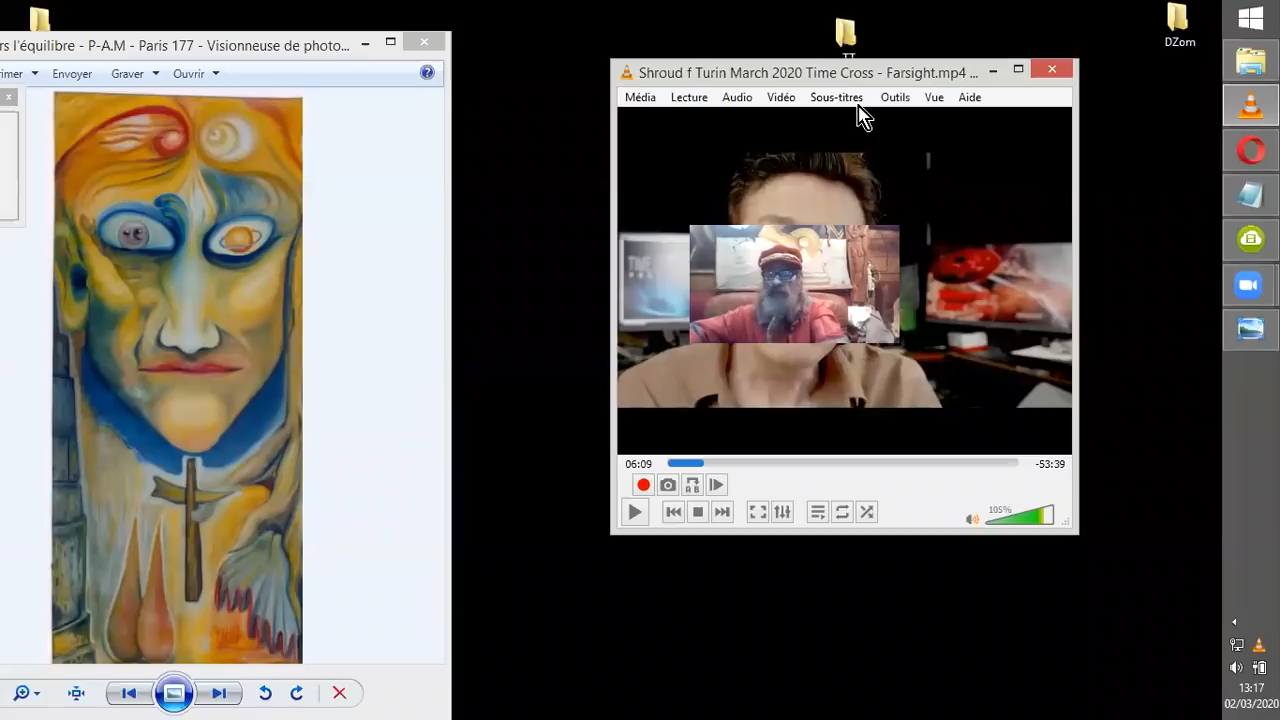 rs l'équilibre - P-A.M - Paris 177 - Visionneuse de photo...
rimer Envoyer Graver Ouvrir
DZom
Shroud f Turin March 2020 Time Cross - Farsight.mp4 ...
Média Lecture Audio Vidéo Sous-titres Outils Vue Aide
06:09 -53:39
105%
13:17
02/03/2020